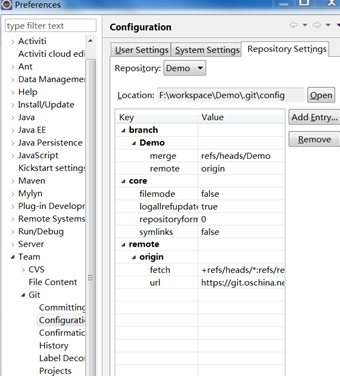 Preferences
type filter text
Activiti
Activiti cloud edi
Ant
Data Management
Help
Install/Update
Java
Java EE
Java Persistence
JavaScript
Kickstart settings
Maven
Mylyn
Plug-in Developm
Remote Systems
Run/Debug
Server
Team
CVS
File Content
Git
Committing
Configuratio
Confirmatio
History
Label Decor
Projects
Configuration
User Settings
System Settings
Repository Settings
Repository: Demo
Location: F:\workspace\Demo\.git\config Open
Key Value
Add Entry...
Remove
branch
Demo
merge refs/heads/Demo
remote origin
core
filemode false
logallrefupdat true
repositoryform 0
symlinks false
remote
origin
fetch +refs/heads/*:refs/re
url https://git.oschina.ne